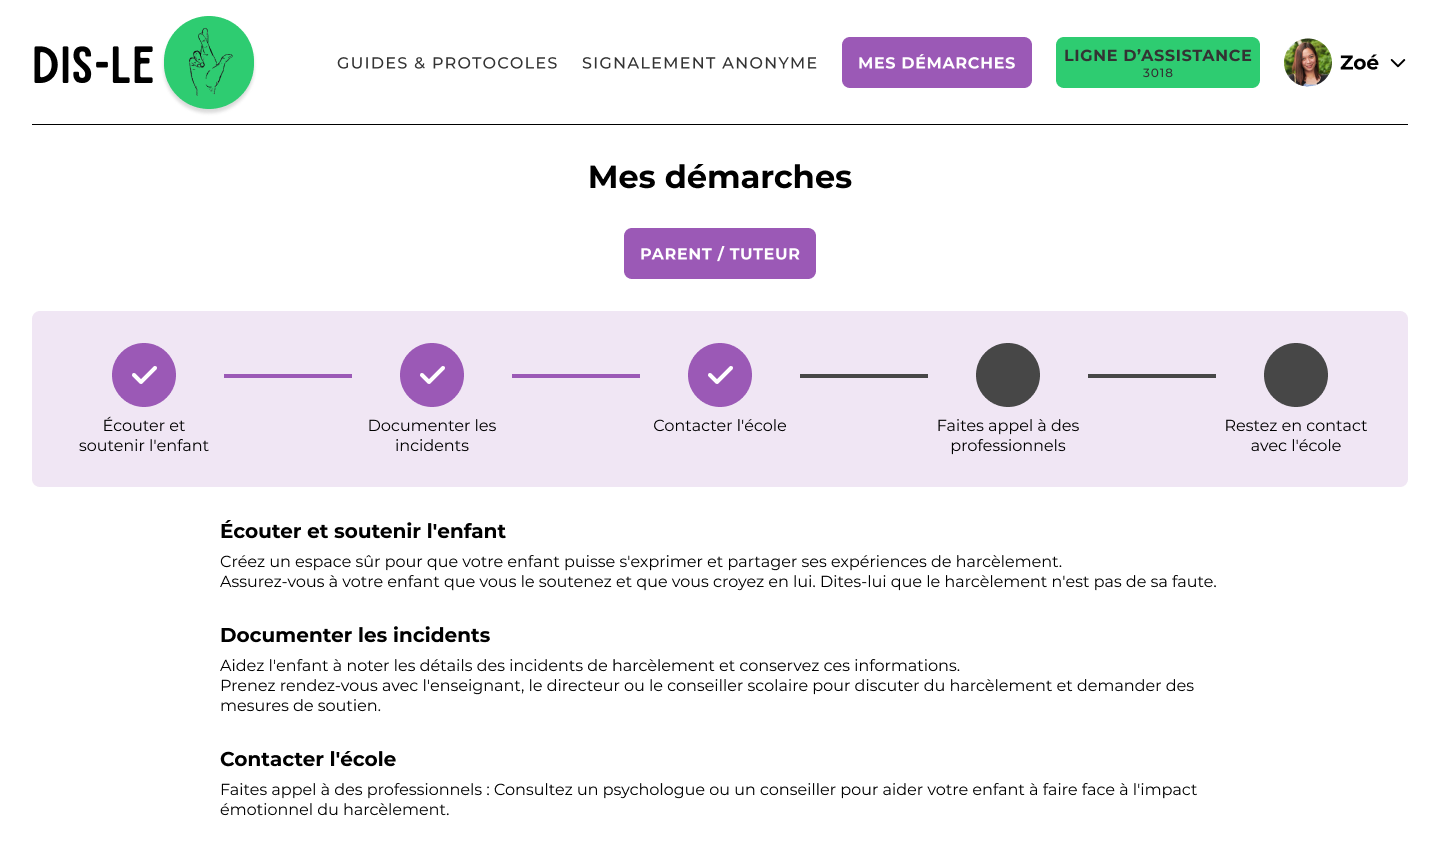 DIS-LE
GUIDES & PROTOCOLES
SIGNALEMENT ANONYME
MES DÉMARCHES
LIGNE D’ASSISTANCE
3018
Zoé
Mes démarches
PARENT / TUTEUR
Écouter et
soutenir l'enfant
Documenter les
incidents
Contacter l'école
Faites appel à des
professionnels
Restez en contact
avec l'école
Écouter et soutenir l'enfant
Créez un espace sûr pour que votre enfant puisse s'exprimer et partager ses expériences de harcèlement.
Assurez-vous à votre enfant que vous le soutenez et que vous croyez en lui. Dites-lui que le harcèlement n'est pas de sa faute.
Documenter les incidents
Aidez l'enfant à noter les détails des incidents de harcèlement et conservez ces informations.
Prenez rendez-vous avec l'enseignant, le directeur ou le conseiller scolaire pour discuter du harcèlement et demander des
mesures de soutien.
Contacter l'école
Faites appel à des professionnels : Consultez un psychologue ou un conseiller pour aider votre enfant à faire face à l'impact
émotionnel du harcèlement.